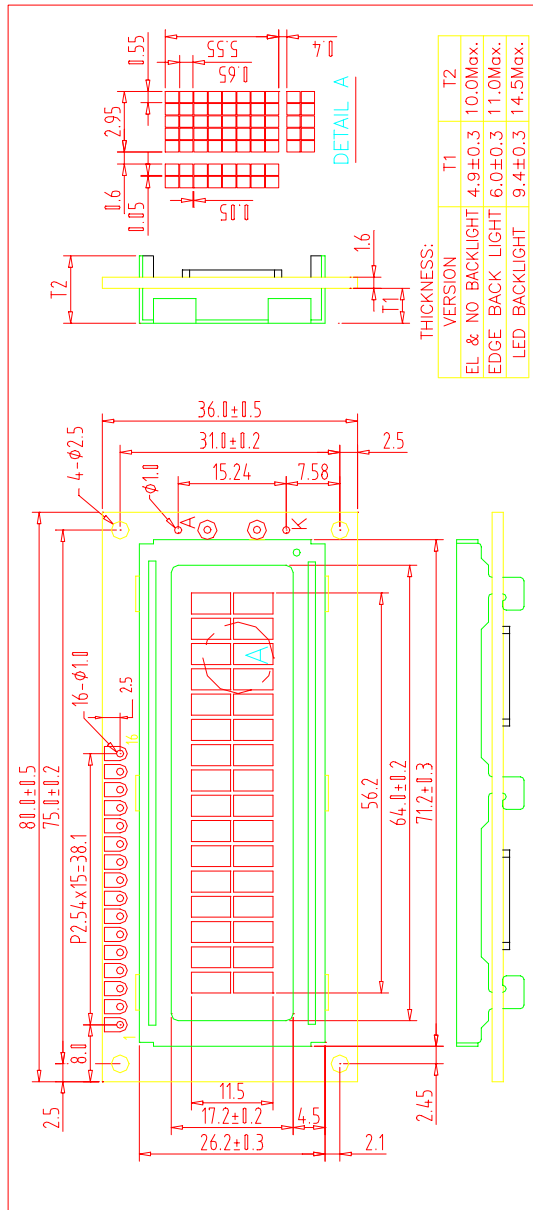 0.55
2.95
0.6
0.05
5.55
0.65
0.4
0.05
DETAIL A
T2
1.6
T1
THICKNESS:
VERSION T1 T2
EL & NO BACKLIGHT 4.9±0.3 10.0Max.
EDGE BACK LIGHT 6.0±0.3 11.0Max.
LED BACKLIGHT 9.4±0.3 14.5Max.
36.0±0.5
31.0±0.2
2.5
15.24
7.58
4-ϕ2.5
ϕ1.0
A
K
16-ϕ1.0
2.5
16
1
80.0±0.5
75.0±0.2
P2.54x15=38.1
8.0
2.5
A
56.2
64.0±0.2
71.2±0.3
2.45
11.5
17.2±0.2
4.5
26.2±0.3
2.1